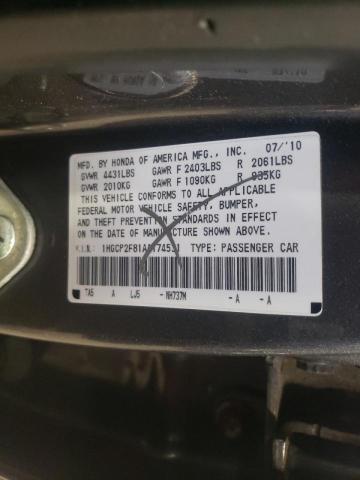 MFD. BY HONDA OF AMERICA MFG., INC. 07/'10
GVWR 4431LBS GAWR F 2403LBS R 2061LBS
GVWR 2010KG GAWR F 1090KG 935KG
THIS VEHICLE CONFORMS TO ALL APPLICABLE
FEDERAL MOTOR VEHICLE SAFETY, BUMPER,
AND THEFT PREVENTION STANDARDS IN EFFECT
ON THE DATE OF MANUFACTURE SHOWN ABOVE.
V.I.N.: TYPE: PASSENGER CAR
TA5 A LJ5 - NH737M - A - A